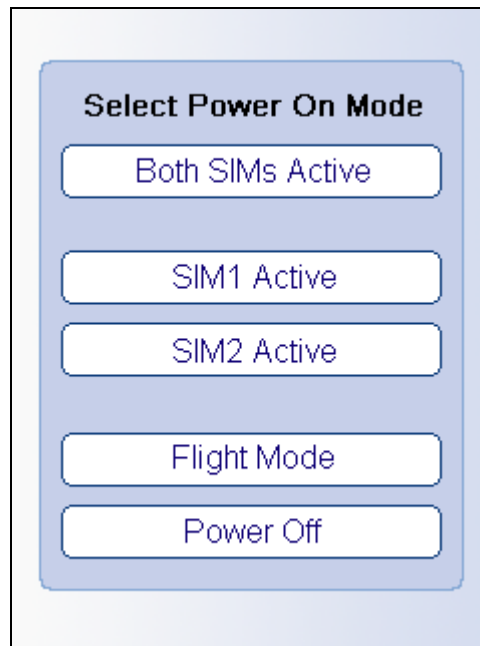 Select Power On Mode
Both SIMs Active
SIM1 Active
SIM2 Active
Flight Mode
Power Off